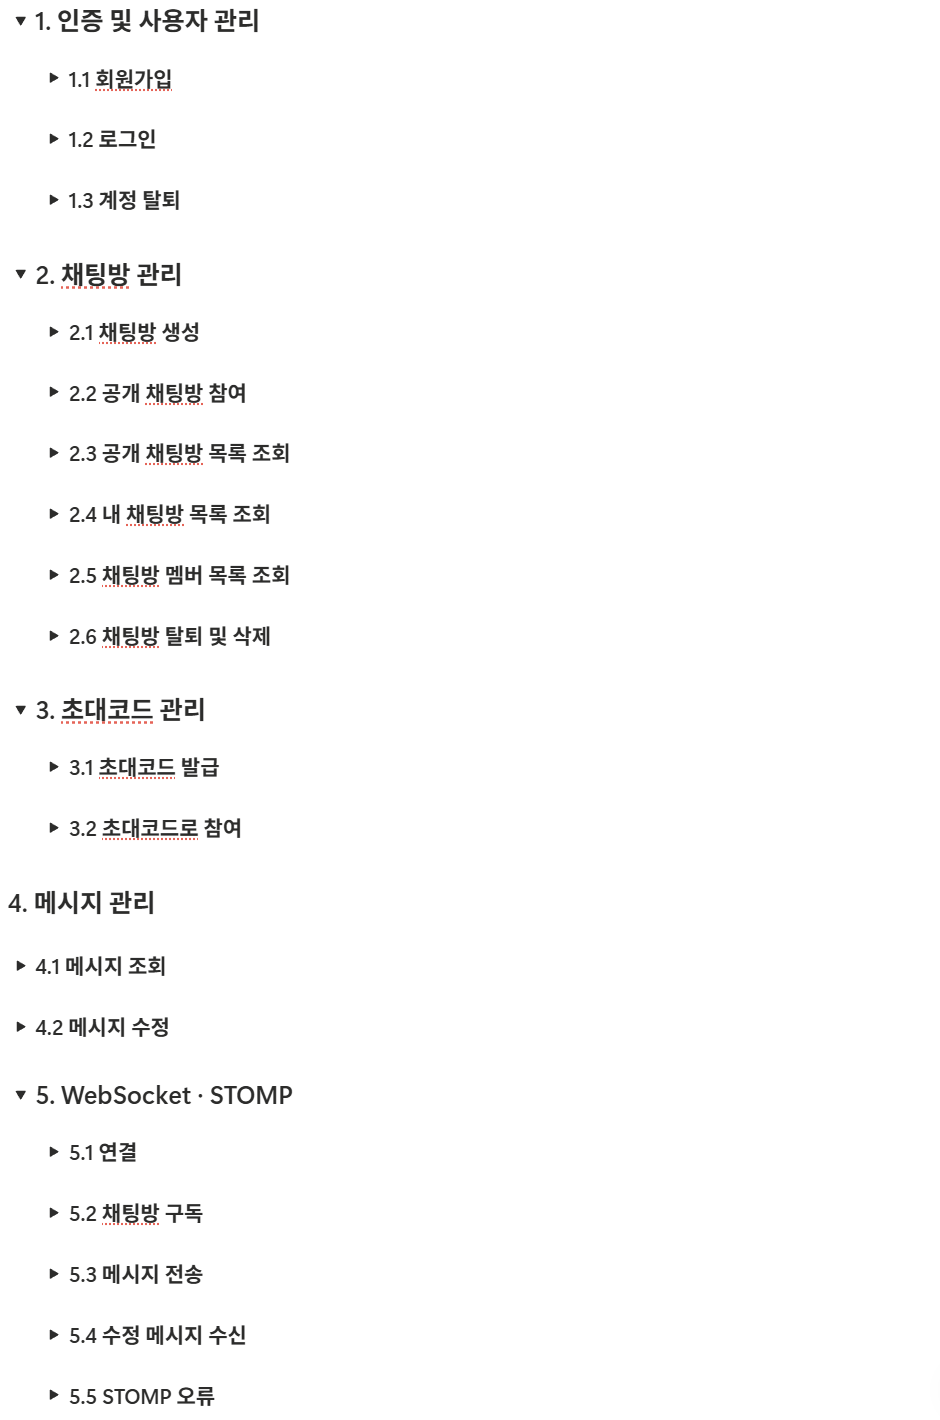 1. 인증 및 사용자 관리
1.1 회원가입
1.2 로그인
1.3 계정 탈퇴
2. 채팅방 관리
2.1 채팅방 생성
2.2 공개 채팅방 참여
2.3 공개 채팅방 목록 조회
2.4 내 채팅방 목록 조회
2.5 채팅방 멤버 목록 조회
2.6 채팅방 탈퇴 및 삭제
3. 초대코드 관리
3.1 초대코드 발급
3.2 초대코드로 참여
4. 메시지 관리
4.1 메시지 조회
4.2 메시지 수정
5. WebSocket · STOMP
5.1 연결
5.2 채팅방 구독
5.3 메시지 전송
5.4 수정 메시지 수신
5.5 STOMP 오류